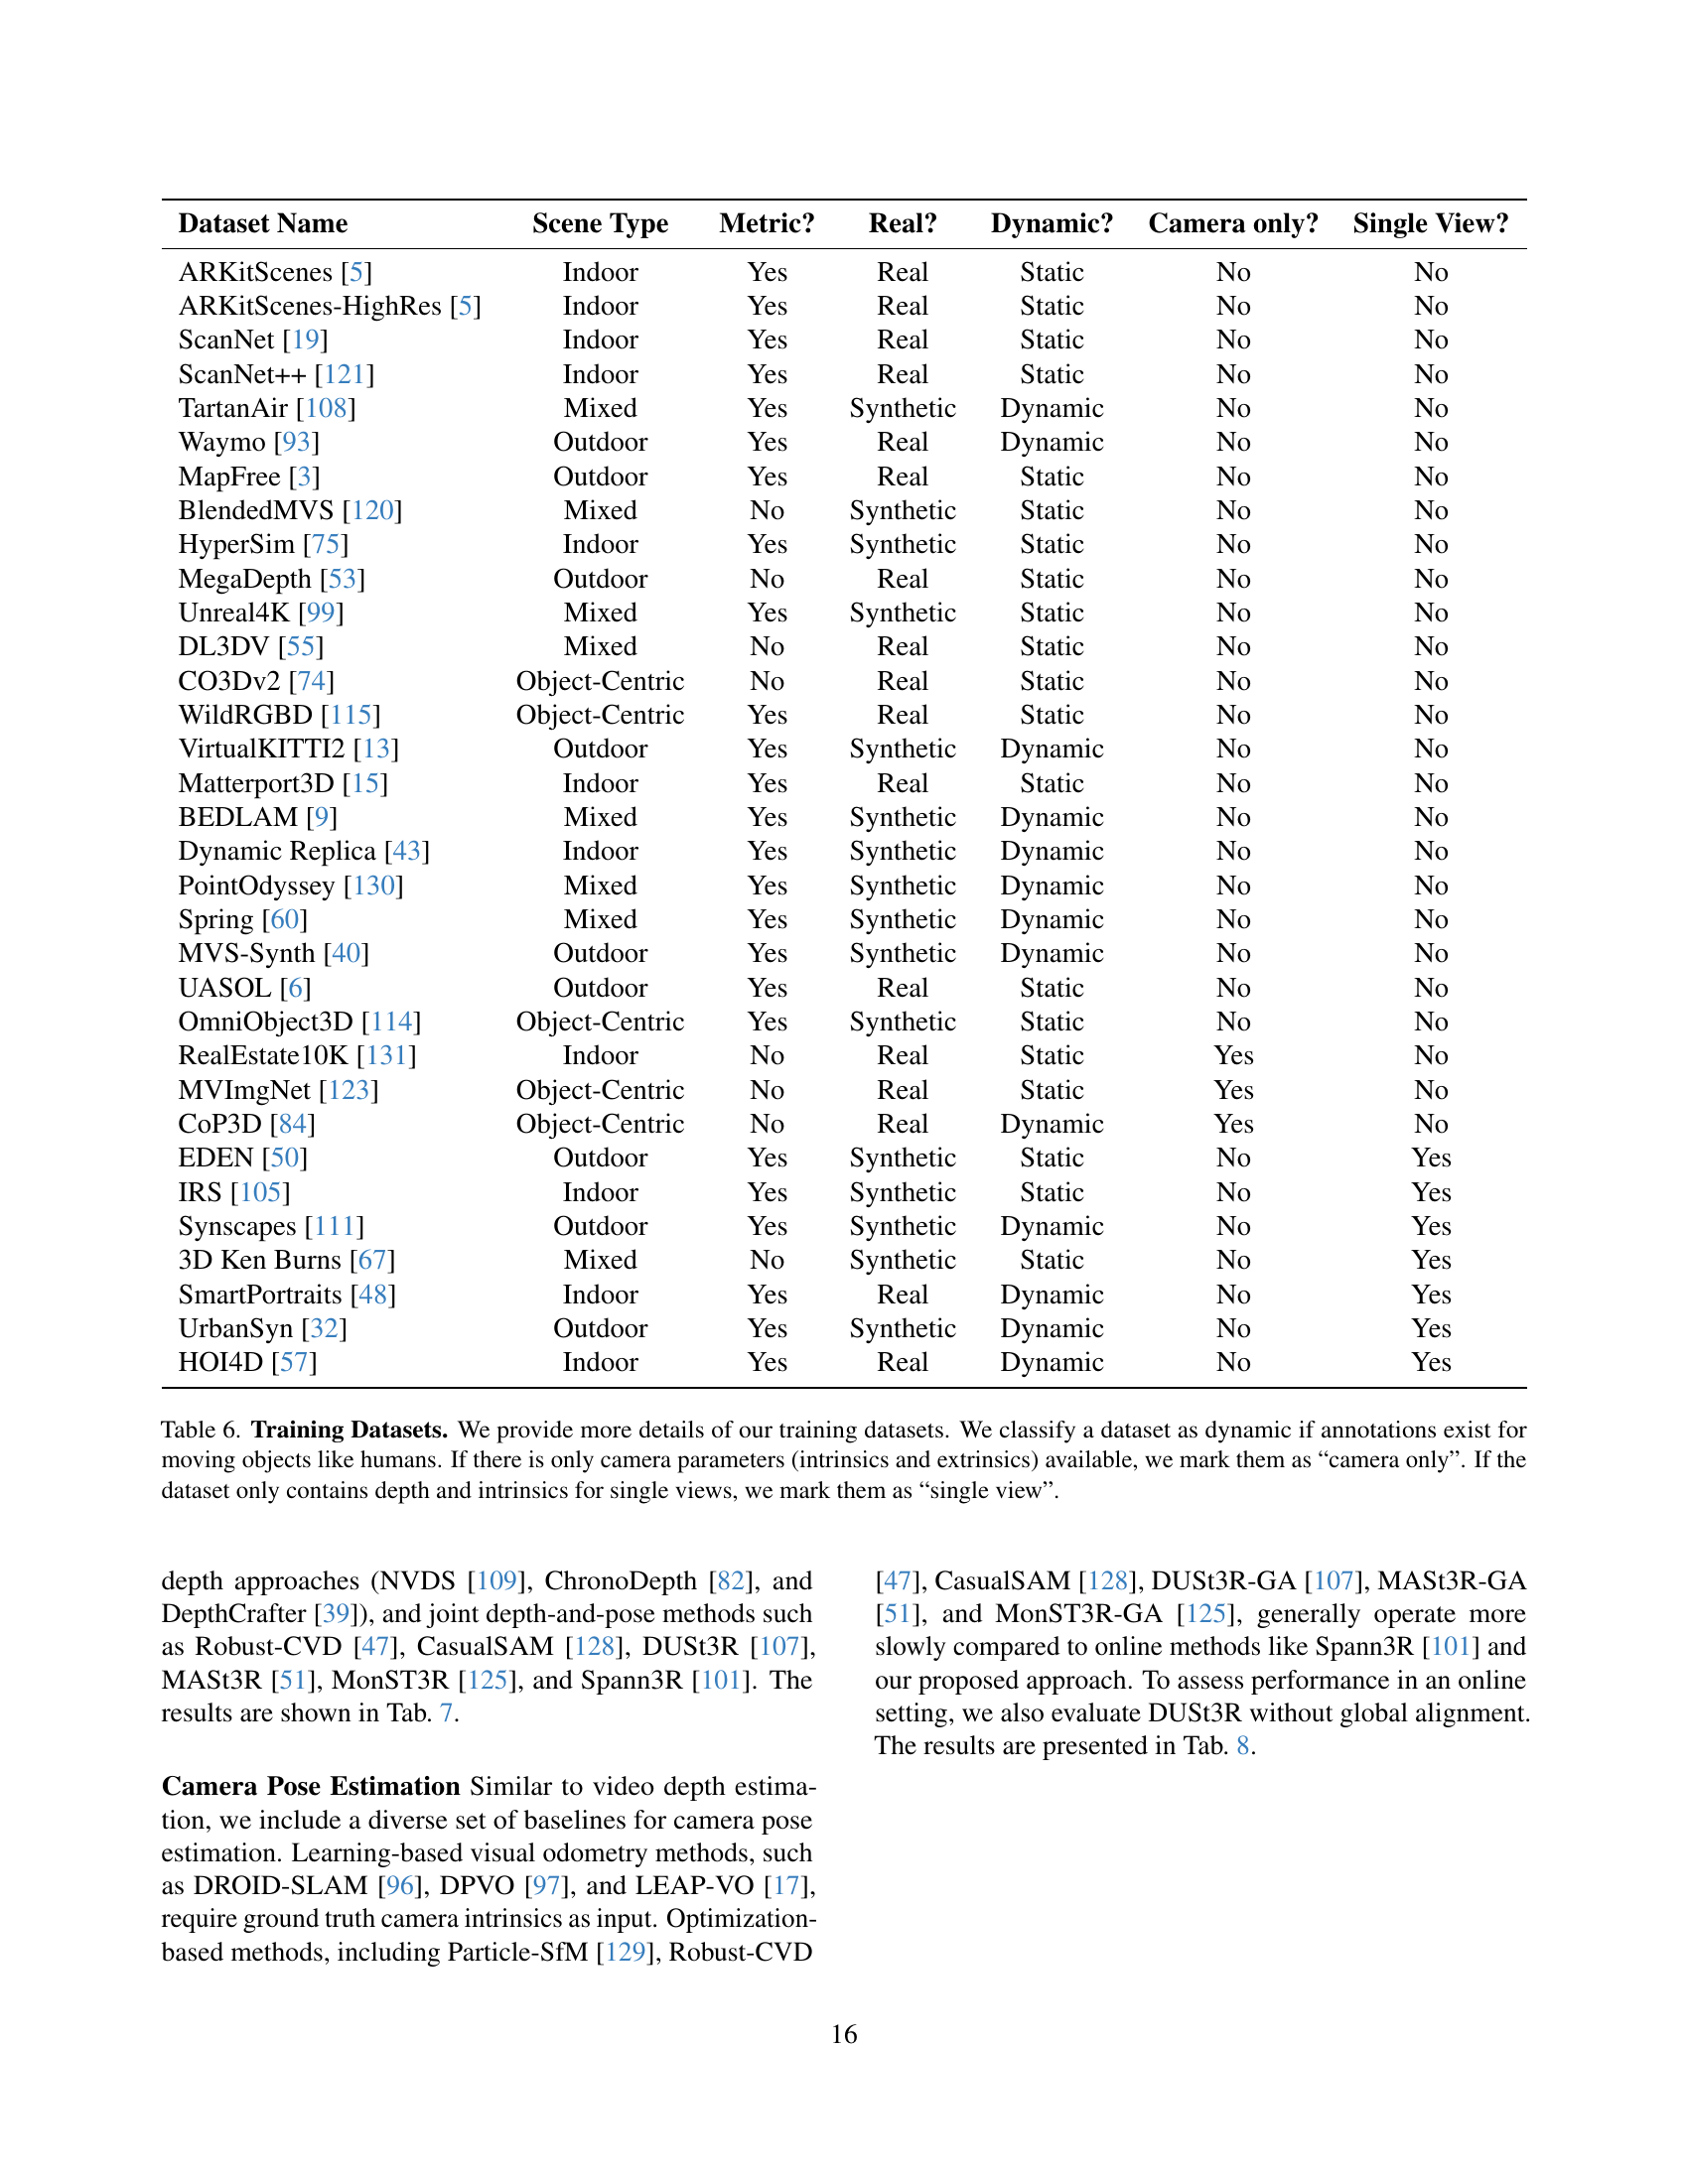 Dataset Name Scene Type Metric? Real? Dynamic? Camera only? Single View?
ARKitScenes [5] Indoor Yes Real Static No No
ARKitScenes-HighRes [5] Indoor Yes Real Static No No
ScanNet [19] Indoor Yes Real Static No No
ScanNet++ [121] Indoor Yes Real Static No No
TartanAir [108] Mixed Yes Synthetic Dynamic No No
Waymo [93] Outdoor Yes Real Dynamic No No
MapFree [3] Outdoor Yes Real Static No No
BlendedMVS [120] Mixed No Synthetic Static No No
HyperSim [75] Indoor Yes Synthetic Static No No
MegaDepth [53] Outdoor No Real Static No No
Unreal4K [99] Mixed Yes Synthetic Static No No
DL3DV [55] Mixed No Real Static No No
CO3Dv2 [74] Object-Centric No Real Static No No
WildRGBD [115] Object-Centric Yes Real Static No No
VirtualKITTI2 [13] Outdoor Yes Synthetic Dynamic No No
Matterport3D [15] Indoor Yes Real Static No No
BEDLAM [9] Mixed Yes Synthetic Dynamic No No
Dynamic Replica [43] Indoor Yes Synthetic Dynamic No No
PointOdyssey [130] Mixed Yes Synthetic Dynamic No No
Spring [60] Mixed Yes Synthetic Dynamic No No
MVS-Synth [40] Outdoor Yes Synthetic Dynamic No No
UASOL [6] Outdoor Yes Real Static No No
OmniObject3D [114] Object-Centric Yes Synthetic Static No No
RealEstate10K [131] Indoor No Real Static Yes No
MVImgNet [123] Object-Centric No Real Static Yes No
CoP3D [84] Object-Centric No Real Dynamic Yes No
EDEN [50] Outdoor Yes Synthetic Static No Yes
IRS [105] Indoor Yes Synthetic Static No Yes
Synscapes [111] Outdoor Yes Synthetic Dynamic No Yes
3D Ken Burns [67] Mixed No Synthetic Static No Yes
SmartPortraits [48] Indoor Yes Real Dynamic No Yes
UrbanSyn [32] Outdoor Yes Synthetic Dynamic No Yes
HOI4D [57] Indoor Yes Real Dynamic No Yes
Table 6. Training Datasets. We provide more details of our training datasets. We classify a dataset as dynamic if annotations exist for
moving objects like humans. If there is only camera parameters (intrinsics and extrinsics) available, we mark them as “camera only”. If the
dataset only contains depth and intrinsics for single views, we mark them as “single view”.
depth approaches (NVDS [109], ChronoDepth [82], and
DepthCrafter [39]), and joint depth-and-pose methods such
as Robust-CVD [47], CasualSAM [128], DUSt3R [107],
MASt3R [51], MonST3R [125], and Spann3R [101]. The
results are shown in Tab. 7.
Camera Pose Estimation Similar to video depth estima-
tion, we include a diverse set of baselines for camera pose
estimation. Learning-based visual odometry methods, such
as DROID-SLAM [96], DPVO [97], and LEAP-VO [17],
require ground truth camera intrinsics as input. Optimization-
based methods, including Particle-SfM [129], Robust-CVD
[47], CasualSAM [128], DUSt3R-GA [107], MASt3R-GA
[51], and MonST3R-GA [125], generally operate more
slowly compared to online methods like Spann3R [101] and
our proposed approach. To assess performance in an online
setting, we also evaluate DUSt3R without global alignment.
The results are presented in Tab. 8.
16